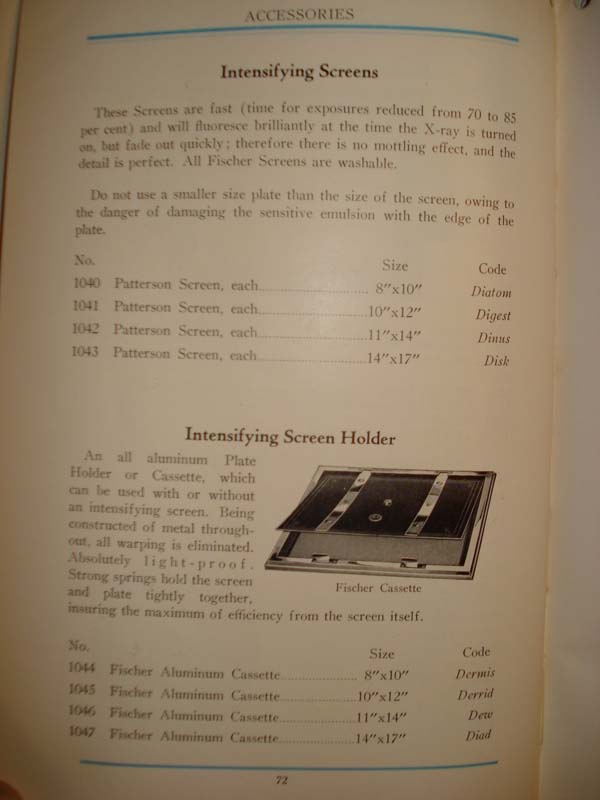 ACCESSORIES
Intensifying Screens
These Screens are fast (time for exposures reduced from 70 to 85
per cent) and will fluoresce brilliantly at the time the X-ray is turned
on, but fade out quickly; therefore there is no mottling effect, and the
detail is perfect. All Fischer Screens are washable.
Do not use a smaller size plate than the size of the screen, owing to
the danger of damaging the sensitive emulsion with the edge of the
plate.
No. Size Code
1040 Patterson Screen, each 8"x10" Diatom
1041 Patterson Screen, each 10"x12" Digest
1042 Patterson Screen, each 11"x14" Dinus
1043 Patterson Screen, each 14"x17" Disk
Intensifying Screen Holder
An all aluminum Plate
Holder or Cassette, which
can be used with or without
an intensifying screen. Being
constructed of metal through-
out, all warping is eliminated.
Absolutely light-proof.
Strong springs hold the screen
and plate tightly together,
insuring the maximum of efficiency from the screen itself.
Fischer Cassette
No. Size Code
1044 Fischer Aluminum Cassette 8"x10" Dermis
1045 Fischer Aluminum Cassette 10"x12" Derrid
1046 Fischer Aluminum Cassette 11"x14" Dew
1047 Fischer Aluminum Cassette 14"x17" Diad
72